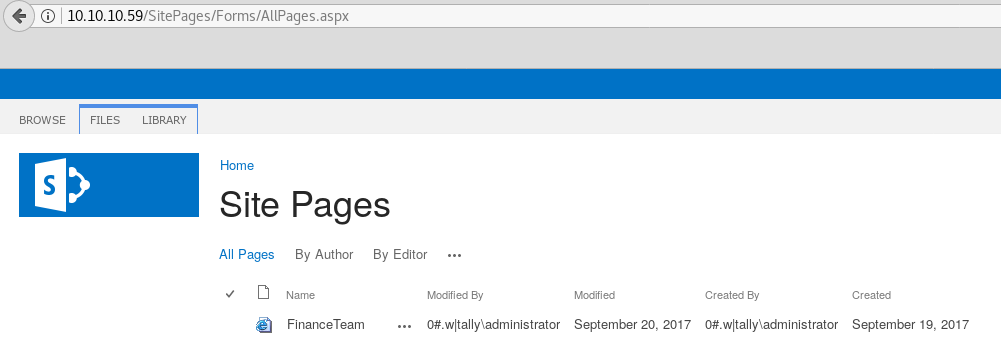 10.10.10.59/SitePages/Forms/AllPages.aspx
BROWSE FILES LIBRARY
S
Home
Site Pages
All Pages By Author By Editor ...
Name Modified By Modified Created By Created
FinanceTeam ... 0#.w|tally\administrator September 20, 2017 0#.w|tally\administrator September 19, 2017